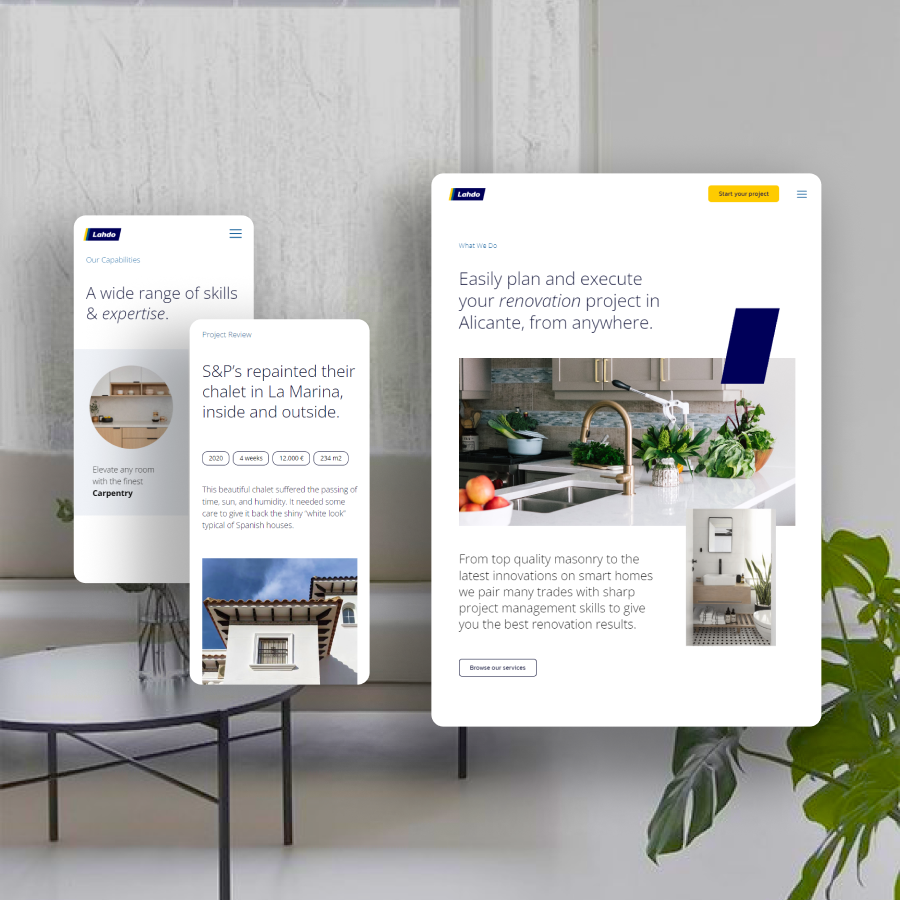 Lahdo
Our Capabilities
A wide range of skills
& expertise.
Elevate any room
with the finest
Carpentry
Project Review
S&P's repainted their
chalet in La Marina,
inside and outside.
2020
4 weeks
12.000 €
234 m2
This beautiful chalet suffered the passing of
time, sun, and humidity. It needed some
care to give it back the shiny "white look"
typical of Spanish houses.
Lahdo
Start your project
What We Do
Easily plan and execute
your renovation project in
Alicante, from anywhere.
From top quality masonry to the
latest innovations on smart homes
we pair many trades with sharp
project management skills to give
you the best renovation results.
Browse our services